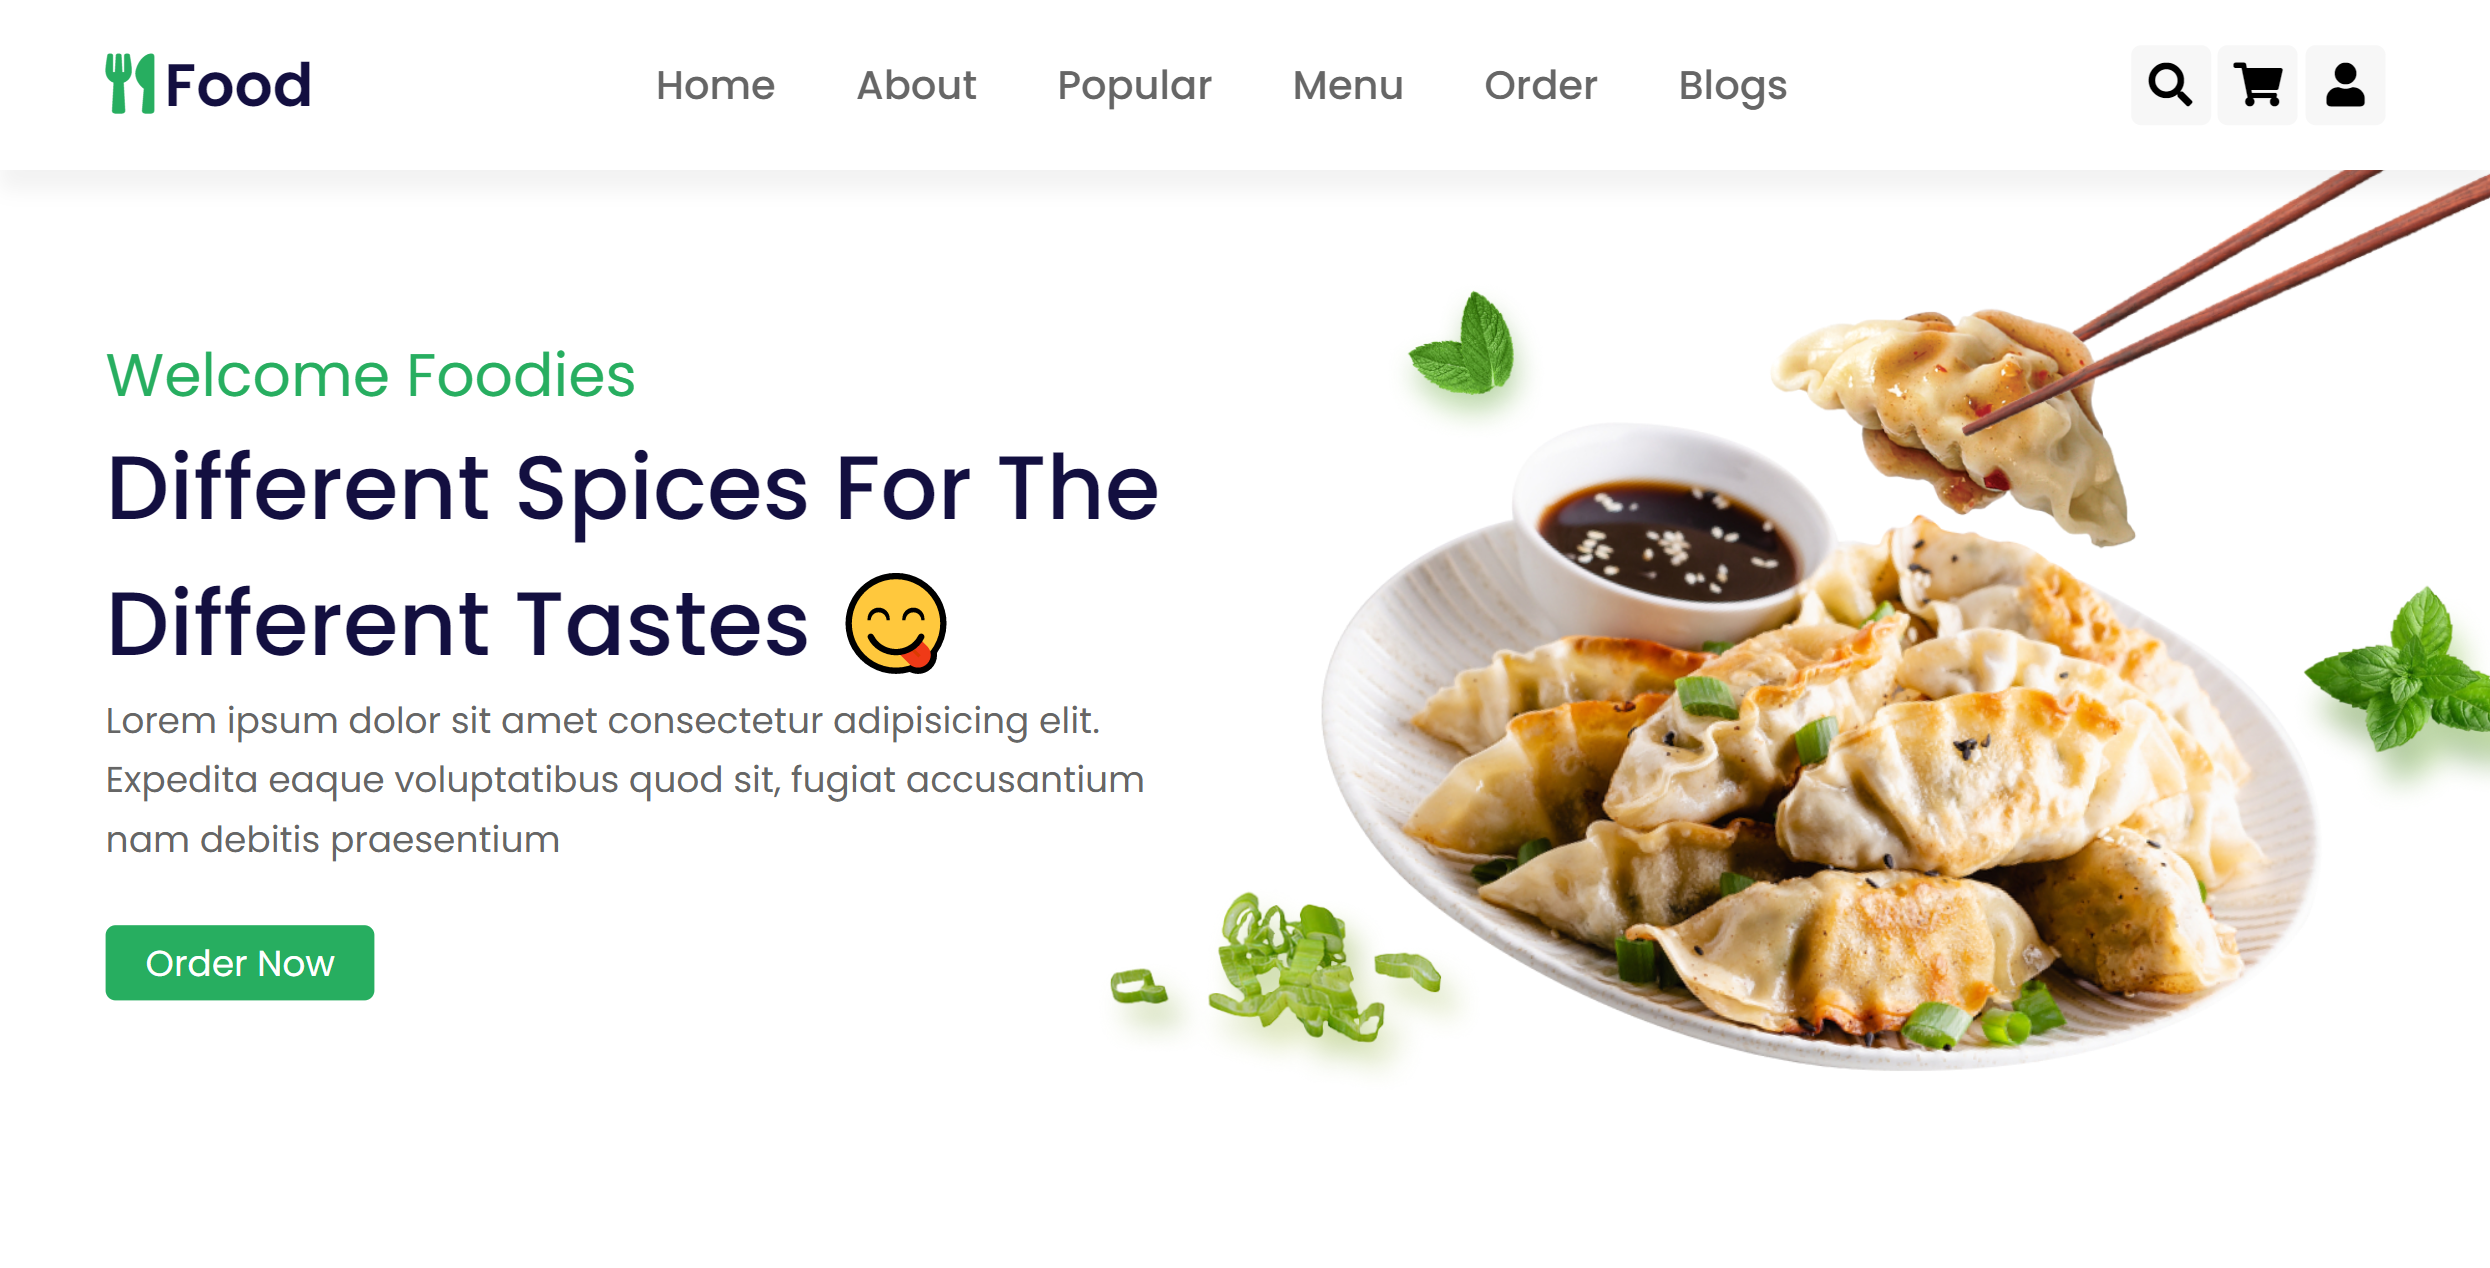 Food
Home About Popular Menu Order Blogs
Welcome Foodies
Different Spices For The
Different Tastes 😋
Lorem ipsum dolor sit amet consectetur adipisicing elit.
Expedita eaque voluptatibus quod sit, fugiat accusantium
nam debitis praesentium
Order Now